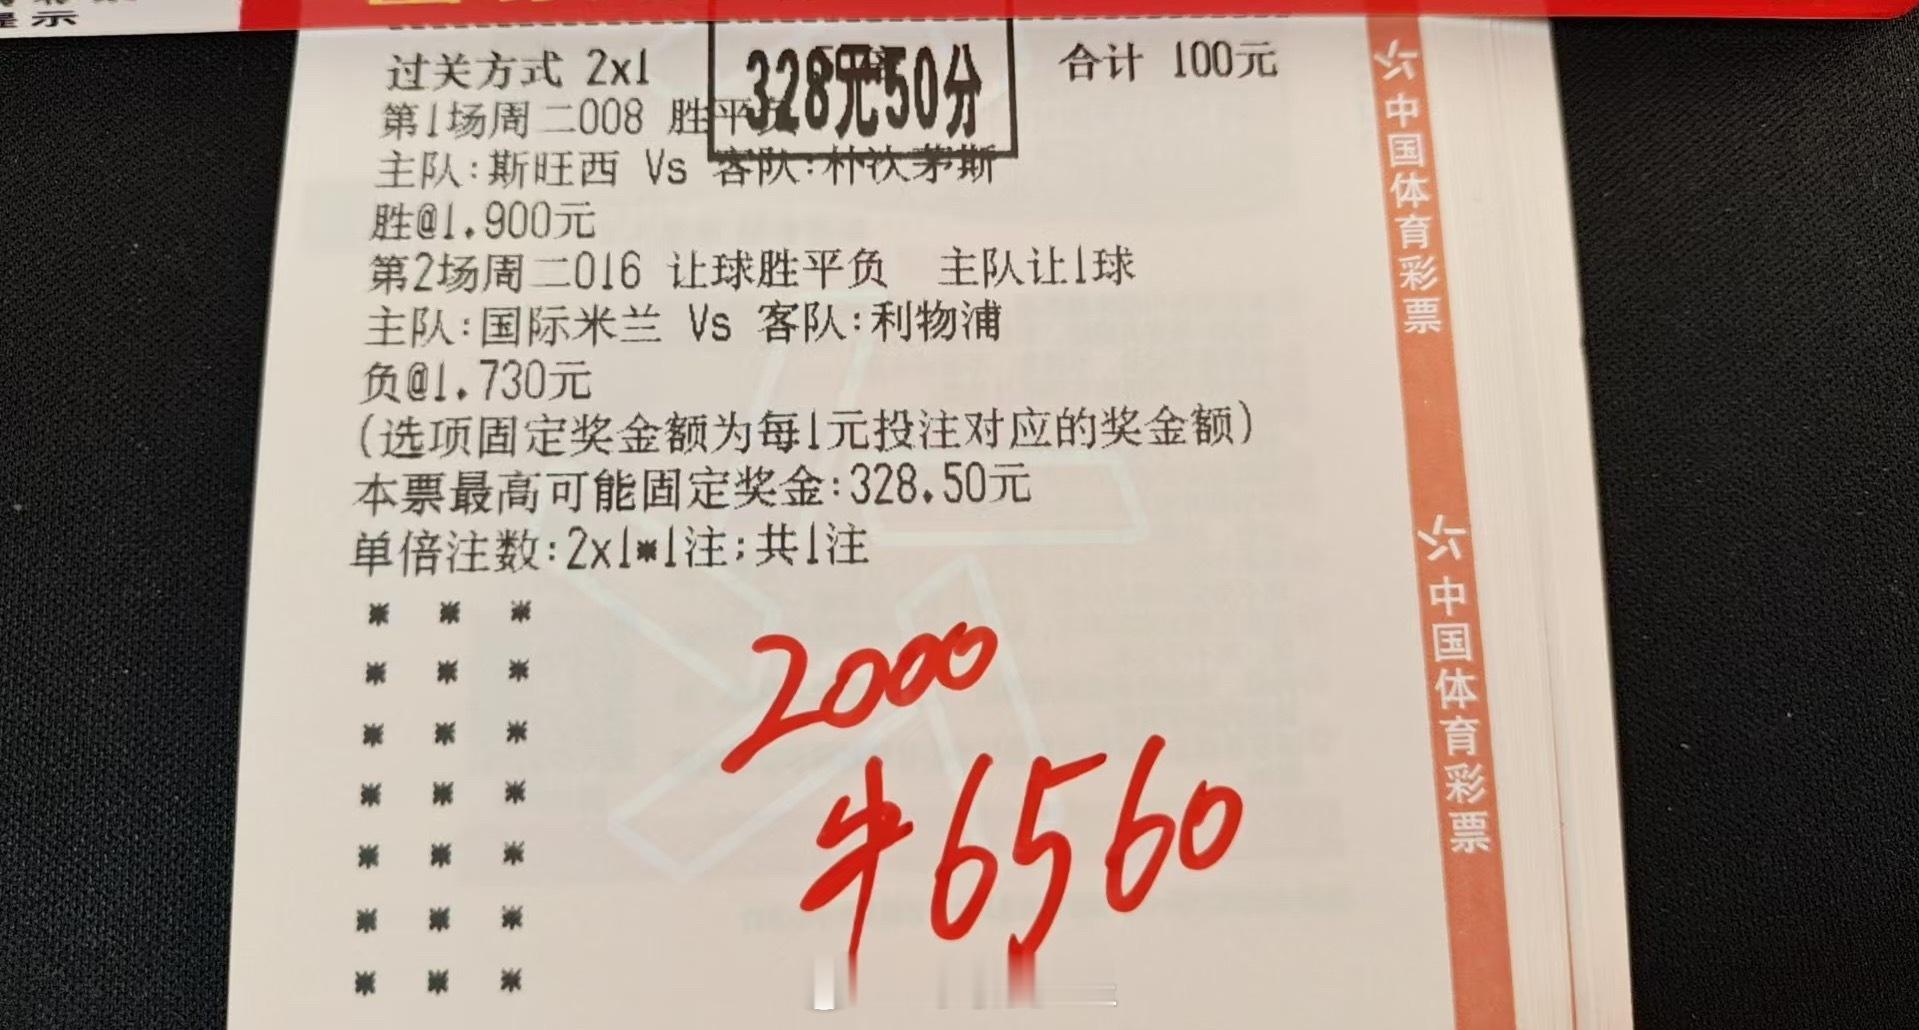 提示
过关方式 2x1
合计 100元
328元50分
第1场周二008 胜平负
主队:斯旺西 Vs 客队:朴次茅斯
胜@1.900元
第2场周二016 让球胜平负 主队让1球
主队:国际米兰 Vs 客队:利物浦
负@1.730元
(选项固定奖金额为每1元投注对应的奖金额)
本票最高可能固定奖金:328.50元
单倍注数:2x1*1注;共1注
* * *
* * *
* * *
* * *
* * *
* * *
* * *
2000
中6560
中国体育彩票
中国体育彩票